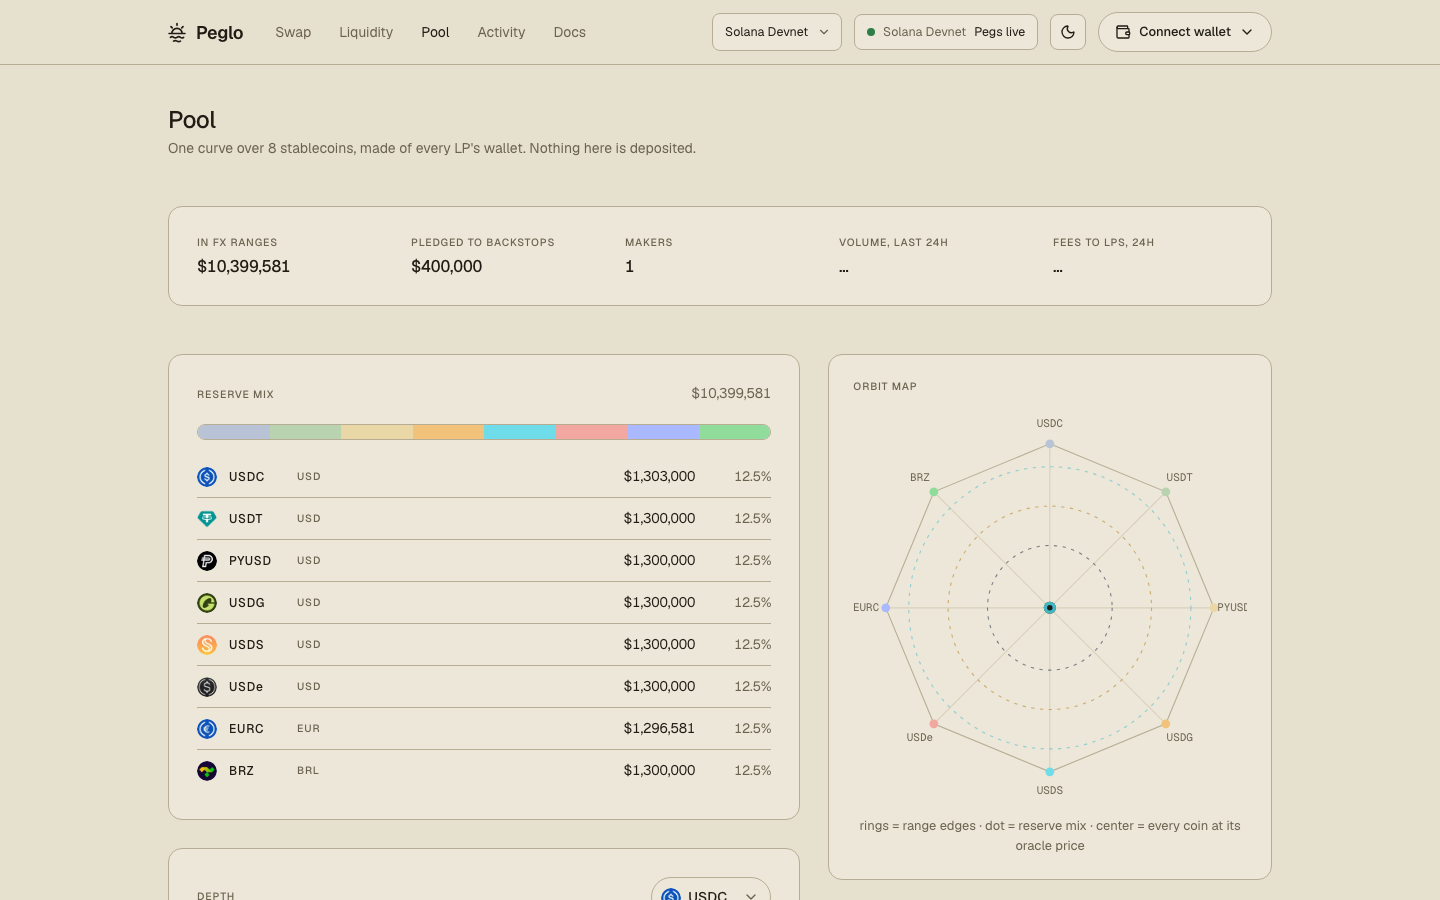 Peglo
Swap
Liquidity
Pool
Activity
Docs
Solana Devnet
Solana Devnet Pegs live
Connect wallet
Pool
One curve over 8 stablecoins, made of every LP's wallet. Nothing here is deposited.
IN FX RANGES
$10,399,581
PLEDGED TO BACKSTOPS
$400,000
MAKERS
1
VOLUME, LAST 24H
…
FEES TO LPS, 24H
…
RESERVE MIX $10,399,581
USDC USD $1,303,000 12.5%
USDT USD $1,300,000 12.5%
PYUSD USD $1,300,000 12.5%
USDG USD $1,300,000 12.5%
USDS USD $1,300,000 12.5%
USDe USD $1,300,000 12.5%
EURC EUR $1,296,581 12.5%
BRZ BRL $1,300,000 12.5%
ORBIT MAP
USDC
BRZ
USDT
EURC
PYUSD
USDe
USDG
USDS
rings = range edges · dot = reserve mix · center = every coin at its
oracle price
DEPTH
USDC